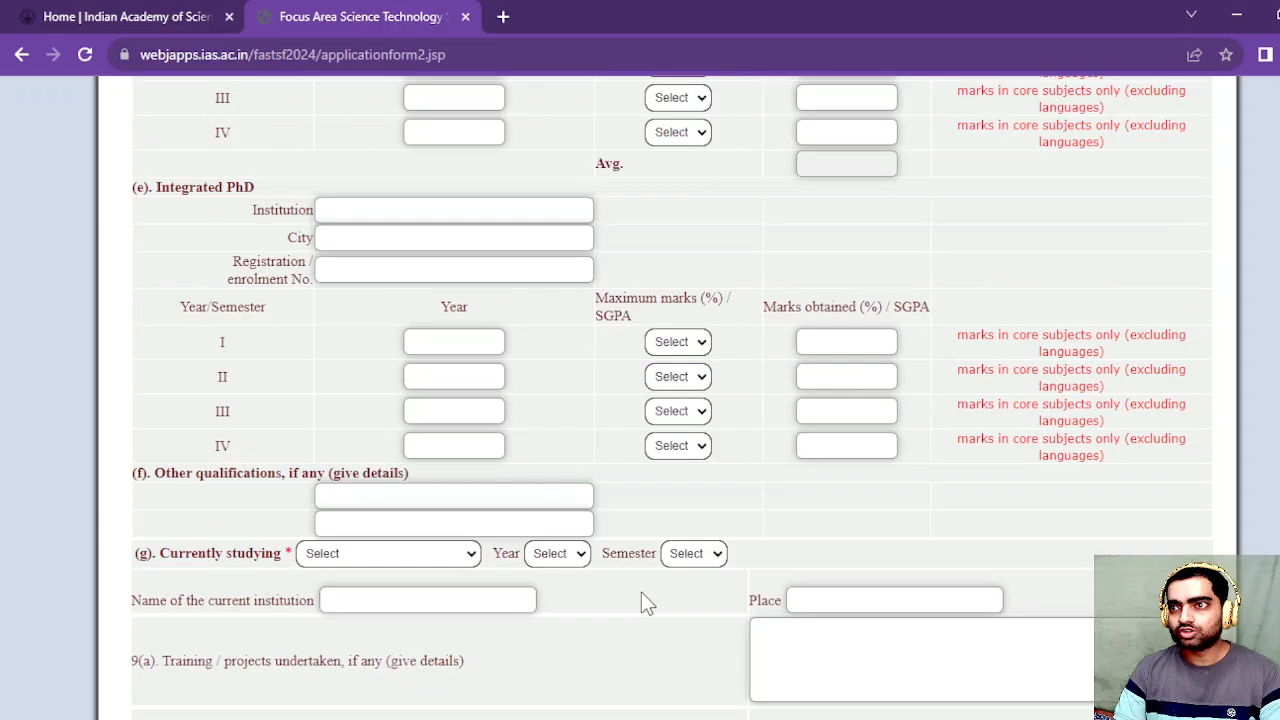 Home | Indian Academy of Scien
Focus Area Science Technology
webjapps.ias.ac.in/fastsf2024/applicationform2.jsp
languages)
III Select marks in core subjects only (excluding
languages)
IV Select marks in core subjects only (excluding
languages)
Avg.
(e). Integrated PhD
Institution
City
Registration /
enrolment No.
Year/Semester Year Maximum marks (%) /
SGPA Marks obtained (%) / SGPA
I Select marks in core subjects only (excluding
languages)
II Select marks in core subjects only (excluding
languages)
III Select marks in core subjects only (excluding
languages)
IV Select marks in core subjects only (excluding
languages)
(f). Other qualifications, if any (give details)
(g). Currently studying * Select Year Select Semester Select
Name of the current institution Place
9(a). Training / projects undertaken, if any (give details)